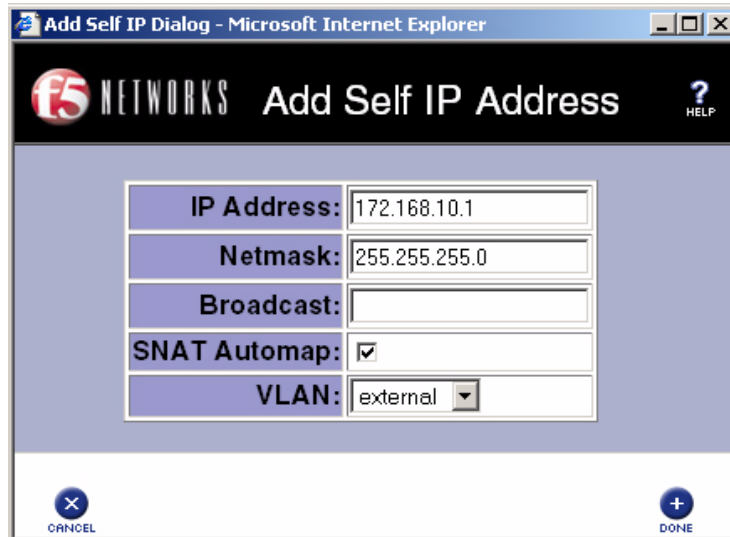 Add Self IP Dialog - Microsoft Internet Explorer
f5 NETWORKS Add Self IP Address ? HELP
IP Address: 172.168.10.1
Netmask: 255.255.255.0
Broadcast:
SNAT Automap:
VLAN: external
CANCEL DONE